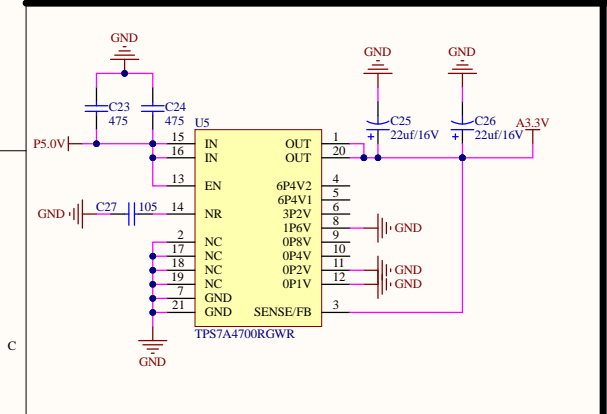 GND
GND
GND
C23
475
C24
475
U5
C25
22uf/16V
C26
22uf/16V
A3.3V
P5.0V
15 IN OUT 1
16 IN OUT 20
13 EN 6P4V2 4
6P4V1 5
GND C27 105 14 NR 3P2V 6
1P6V 8 GND
2 NC 0P8V 9
17 NC 0P4V 10
18 NC 0P2V 11 GND
19 NC 0P1V 12 GND
7 GND
21 GND SENSE/FB 3
TPS7A4700RGWR
GND
C